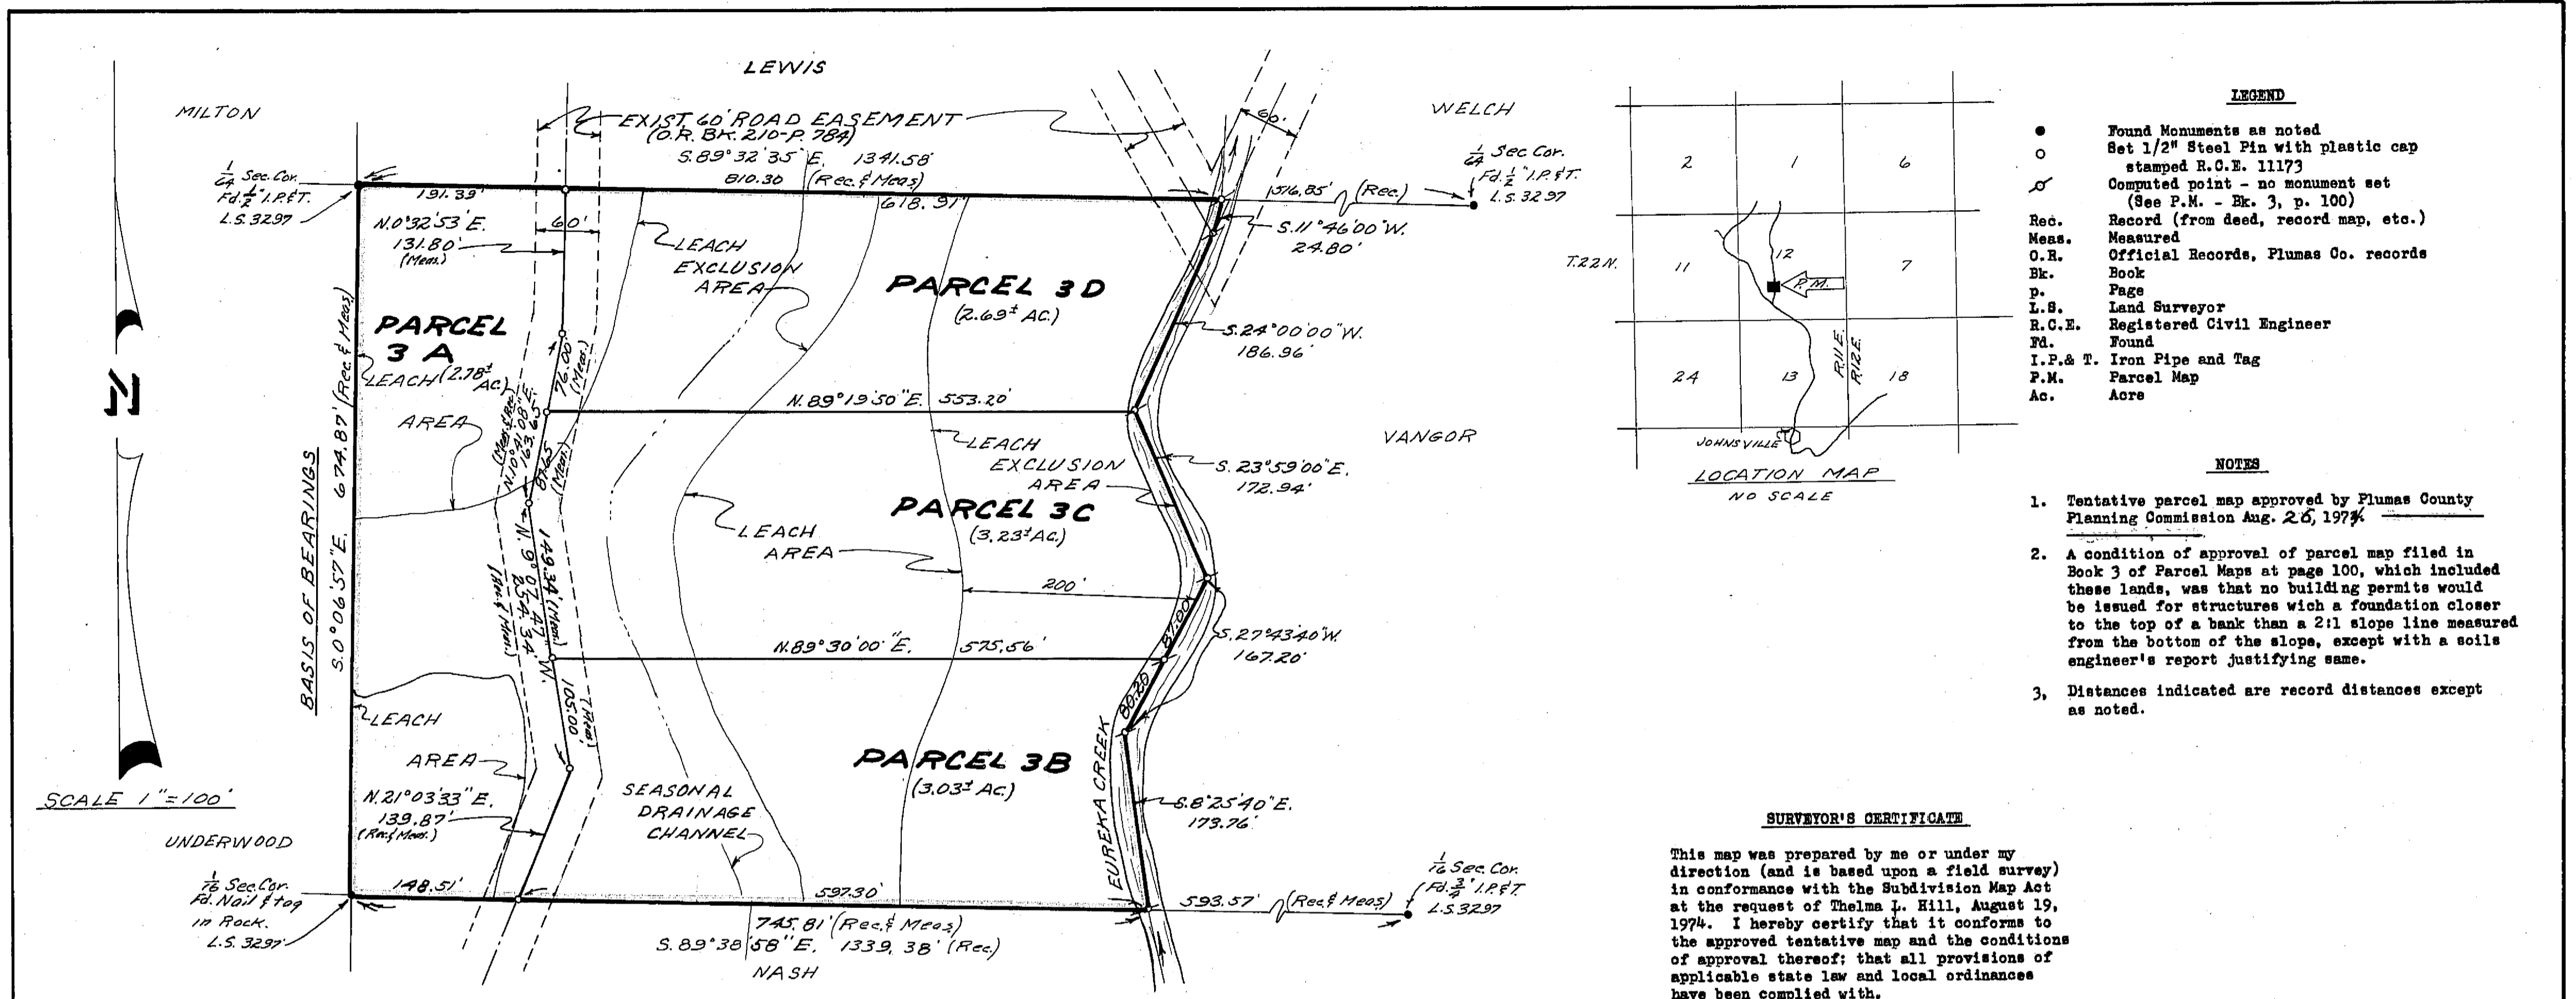 LEWIS
MILTON
WELCH
EXIST. 60' ROAD EASEMENT
(O.R. BK. 210-P. 784)
S. 89°32'35" E. 1341.58'
810.30 (Rec. & Meas)
60'
1/64 Sec. Cor.
Fd. 1/2" I.P. & T.
L.S. 3297
191.39'
618.91'
1516.85' (Rec.)
1/64 Sec Cor.
Fd. 1/2" I.P. & T.
L.S. 3297
N. 0°32'53" E.
131.80'
(Meas.)
60'
S. 11°46'00" W.
24.80'
LEACH
EXCLUSION
AREA
PARCEL 3D
(2.69± AC.)
S. 24°00'00" W.
186.96'
PARCEL
3 A
(2.78± AC.)
LEACH
AREA
76.00'
(Meas.)
N. 89°19'50" E. 553.20'
(Meas & Rec)
N. 10°41'08" E.
163.65'
87.65
(Meas.)
VANGOR
LEACH
EXCLUSION
AREA
S. 23°59'00" E.
172.94'
PARCEL 3C
(3.23± AC.)
LEACH
AREA
200'
BASIS OF BEARINGS
S. 0°06'57" E. 674.87' (Rec & Meas)
149.34' (Meas)
N. 9°07'47" W.
254.34'
(Rec. & Meas.)
N. 89°30'00" E. 575.56'
87.00
S. 27°43'40" W.
167.20'
80.20
105.00'
(Meas)
LEACH
AREA
EUREKA CREEK
PARCEL 3B
(3.03± AC.)
SEASONAL
DRAINAGE
CHANNEL
S. 8°25'40" E.
173.76'
N. 21°03'33" E.
139.87'
(Rec. & Meas.)
SCALE 1"=100'
UNDERWOOD
1/16 Sec. Cor.
Fd. Nail & tag
in Rock.
L.S. 3297
148.51'
597.30'
593.57' (Rec & Meas)
1/16 Sec. Cor.
Fd. 3/4" I.P. & T.
L.S. 3297
745.81' (Rec. & Meas)
S. 89°38'58" E. 1339.38' (Rec)
NASH
2 1 6
T.22N. 11 12 7
P.M.
R.11E.
R12E.
24 13 18
JOHNSVILLE
LOCATION MAP
NO SCALE
LEGEND
Found Monuments as noted
Set 1/2" Steel Pin with plastic cap
stamped R.C.E. 11173
Computed point - no monument set
(See P.M. - Bk. 3, p. 100)
Rec. Record (from deed, record map, etc.)
Meas. Measured
O.R. Official Records, Plumas Co. records
Bk. Book
p. Page
L.S. Land Surveyor
R.C.E. Registered Civil Engineer
Fd. Found
I.P.& T. Iron Pipe and Tag
P.M. Parcel Map
Ac. Acre
NOTES
1. Tentative parcel map approved by Plumas County
Planning Commission Aug. 26, 1974.
2. A condition of approval of parcel map filed in
Book 3 of Parcel Maps at page 100, which included
these lands, was that no building permits would
be issued for structures wich a foundation closer
to the top of a bank than a 2:1 slope line measured
from the bottom of the slope, except with a soils
engineer's report justifying same.
3, Distances indicated are record distances except
as noted.
SURVEYOR'S CERTIFICATE
This map was prepared by me or under my
direction (and is based upon a field survey)
in conformance with the Subdivision Map Act
at the request of Thelma L. Hill, August 19,
1974. I hereby certify that it conforms to
the approved tentative map and the conditions
of approval thereof; that all provisions of
applicable state law and local ordinances
have been complied with.